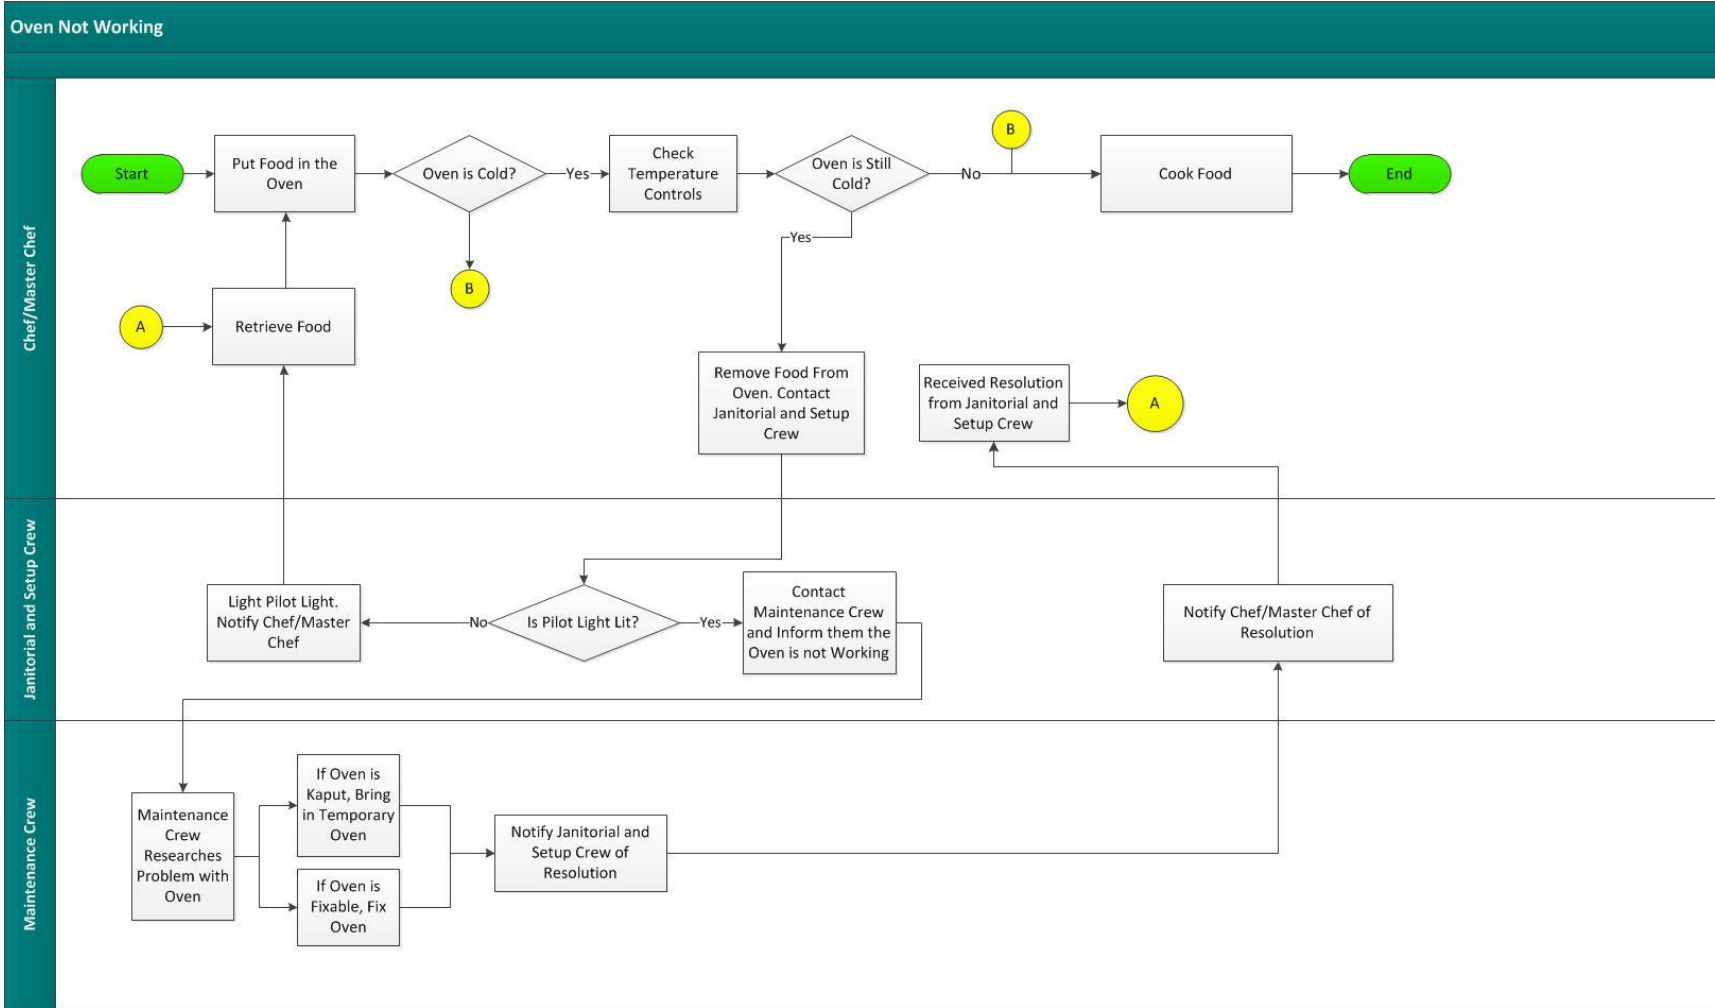 Oven Not Working
Chef/Master Chef
Start
Put Food in the
Oven
Oven is Cold?
Yes
Check
Temperature
Controls
Oven is Still
Cold?
No
B
Cook Food
End
Yes
B
A
Retrieve Food
Remove Food From
Oven. Contact
Janitorial and Setup
Crew
Received Resolution
from Janitorial and
Setup Crew
A
Janitorial and Setup Crew
Light Pilot Light.
Notify Chef/Master
Chef
No
Is Pilot Light Lit?
Yes
Contact
Maintenance Crew
and Inform them the
Oven is not Working
Notify Chef/Master Chef of
Resolution
Maintenance Crew
Maintenance
Crew
Researches
Problem with
Oven
If Oven is
Kaput, Bring
in Temporary
Oven
If Oven is
Fixable, Fix
Oven
Notify Janitorial and
Setup Crew of
Resolution